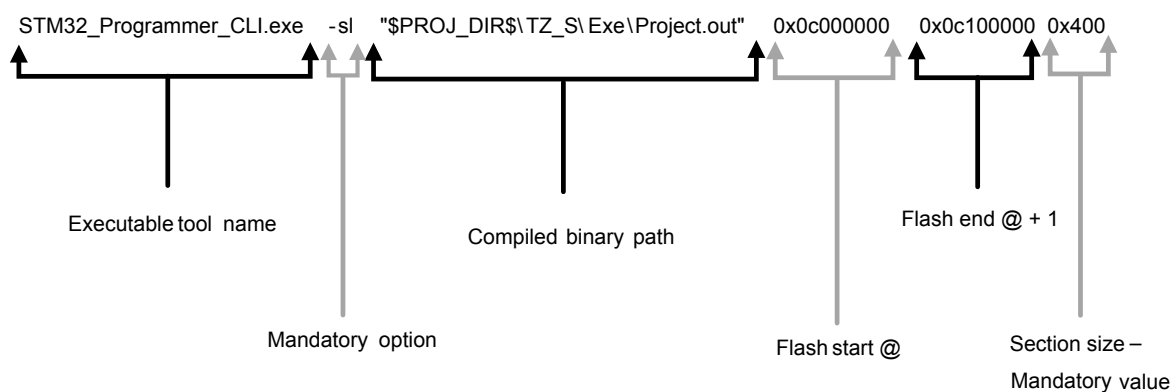 STM32_Programmer_CLI.exe -sl "$PROJ_DIR$\TZ_S\Exe\Project.out" 0x0c000000 0x0c100000 0x400
Executable tool name
Compiled binary path
Flash end @ + 1
Mandatory option
Flash start @
Section size –
Mandatory value